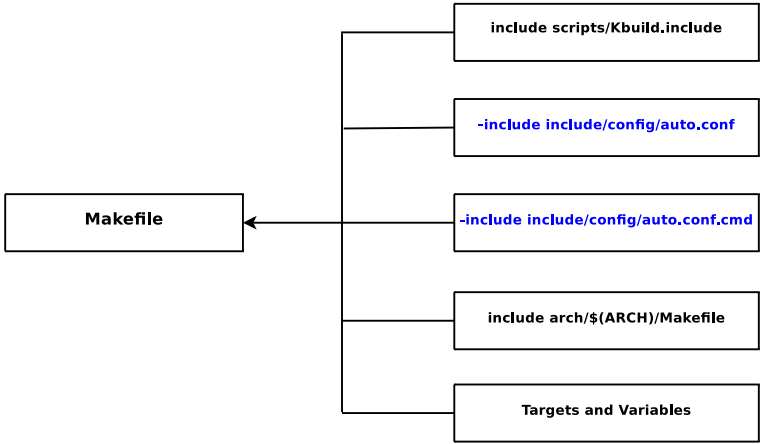 include scripts/Kbuild.include
-include include/config/auto.conf
Makefile
-include include/config/auto.conf.cmd
include arch/$(ARCH)/Makefile
Targets and Variables